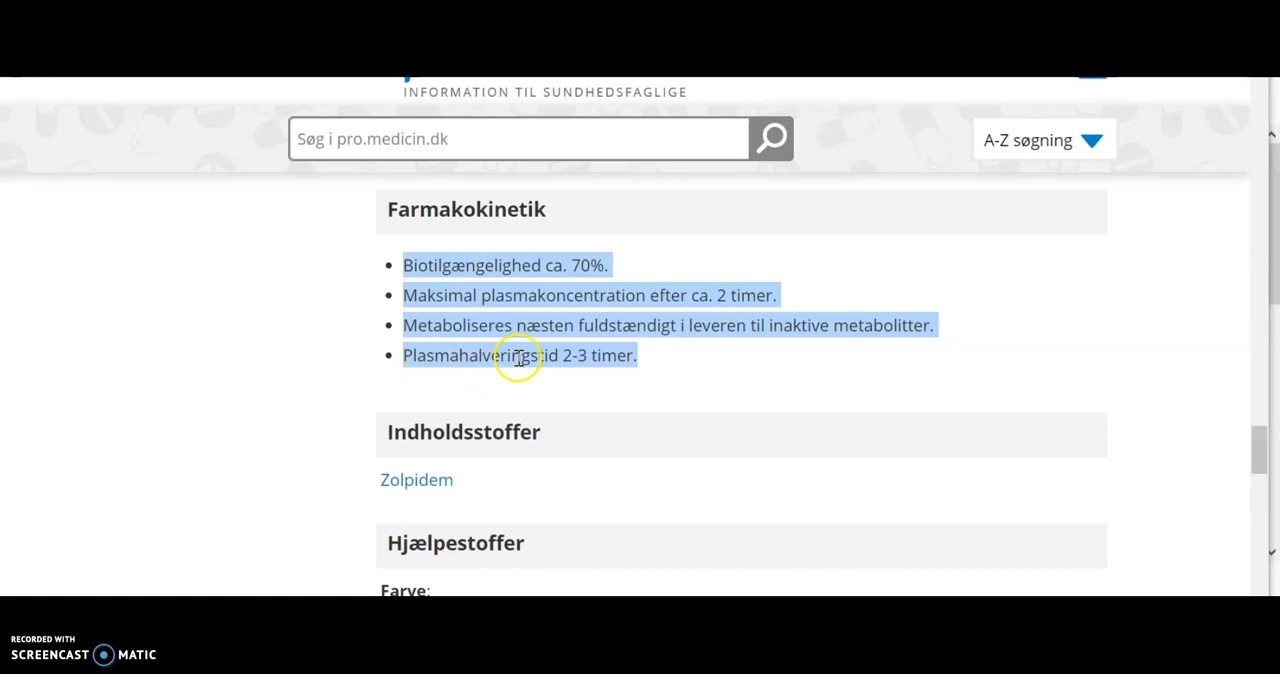 INFORMATION TIL SUNDHEDSFAGLIGE
Søg i pro.medicin.dk
A-Z søgning
Farmakokinetik
• Biotilgængelighed ca. 70%.
• Maksimal plasmakoncentration efter ca. 2 timer.
• Metaboliseres næsten fuldstændigt i leveren til inaktive metabolitter.
• Plasmahalveringstid 2-3 timer.
Indholdsstoffer
Zolpidem
Hjælpestoffer
Farve:
RECORDED WITH
SCREENCAST MATIC